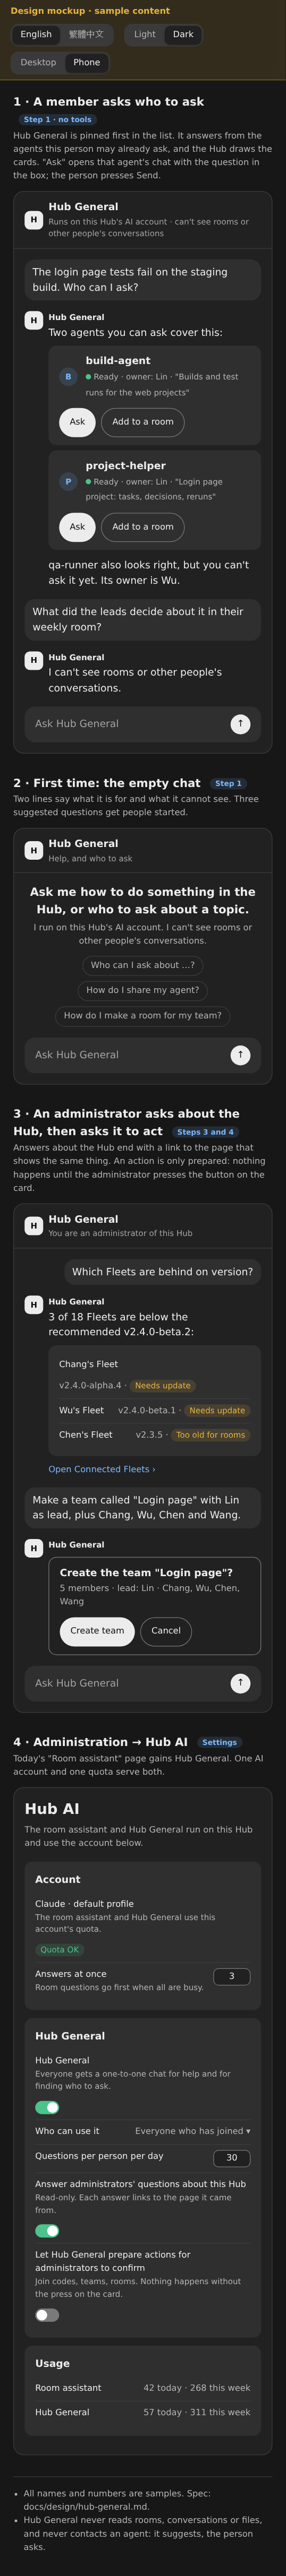 Design mockup · sample content
English
繁體中文
Light
Dark
Desktop
Phone
1 · A member asks who to ask
Step 1 · no tools
Hub General is pinned first in the list. It answers from the
agents this person may already ask, and the Hub draws the
cards. "Ask" opens that agent's chat with the question in
the box; the person presses Send.
H
Hub General
Runs on this Hub's AI account · can't see rooms or
other people's conversations
The login page tests fail on the staging
build. Who can I ask?
H
Hub General
Two agents you can ask cover this:
build-agent
B
Ready · owner: Lin · "Builds and test
runs for the web projects"
Ask
Add to a room
project-helper
P
Ready · owner: Lin · "Login page
project: tasks, decisions, reruns"
Ask
Add to a room
qa-runner also looks right, but you can't
ask it yet. Its owner is Wu.
What did the leads decide about it in their
weekly room?
H
Hub General
I can't see rooms or other people's
conversations.
Ask Hub General
↑
2 · First time: the empty chat
Step 1
Two lines say what it is for and what it cannot see. Three
suggested questions get people started.
H
Hub General
Help, and who to ask
Ask me how to do something in the
Hub, or who to ask about a topic.
I run on this Hub's AI account. I can't see rooms or
other people's conversations.
Who can I ask about …?
How do I share my agent?
How do I make a room for my team?
Ask Hub General
↑
3 · An administrator asks about the
Hub, then asks it to act
Steps 3 and 4
Answers about the Hub end with a link to the page that
shows the same thing. An action is only prepared: nothing
happens until the administrator presses the button on the
card.
H
Hub General
You are an administrator of this Hub
Which Fleets are behind on version?
H
Hub General
3 of 18 Fleets are below the
recommended v2.4.0-beta.2:
Chang's Fleet
v2.4.0-alpha.4 · Needs update
Wu's Fleet
v2.4.0-beta.1 · Needs update
Chen's Fleet
v2.3.5 · Too old for rooms
Open Connected Fleets ›
Make a team called "Login page" with Lin
as lead, plus Chang, Wu, Chen and Wang.
H
Hub General
Create the team "Login page"?
5 members · lead: Lin · Chang, Wu, Chen,
Wang
Create team
Cancel
Ask Hub General
↑
4 · Administration → Hub AI
Settings
Today's "Room assistant" page gains Hub General. One AI
account and one quota serve both.
Hub AI
The room assistant and Hub General run on this Hub
and use the account below.
Account
Claude · default profile
The room assistant and Hub General use this
account's quota.
Quota OK
Answers at once
3
Room questions go first when all are busy.
Hub General
Hub General
Everyone gets a one-to-one chat for help and for
finding who to ask.
Who can use it
Everyone who has joined ▾
Questions per person per day
30
Answer administrators' questions about this Hub
Read-only. Each answer links to the page it came
from.
Let Hub General prepare actions for
administrators to confirm
Join codes, teams, rooms. Nothing happens without
the press on the card.
Usage
Room assistant
42 today · 268 this week
Hub General
57 today · 311 this week
• All names and numbers are samples. Spec:
docs/design/hub-general.md.
• Hub General never reads rooms, conversations or files,
and never contacts an agent: it suggests, the person
asks.